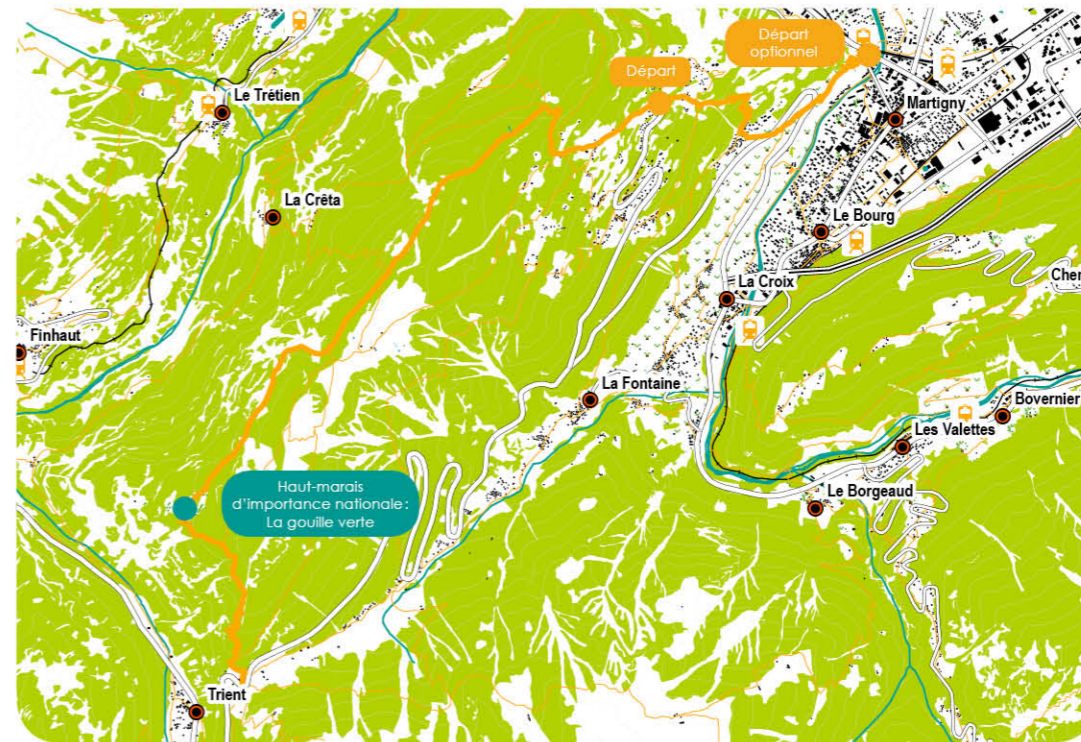 Départ
optionnel
Départ
Le Trétien
Martigny
La Crêta
Le Bourg
La Croix
Cher
Finhaut
La Fontaine
Bovernier
Les Valettes
Haut-marais
d'importance nationale:
La gouille verte
Le Borgeaud
Trient